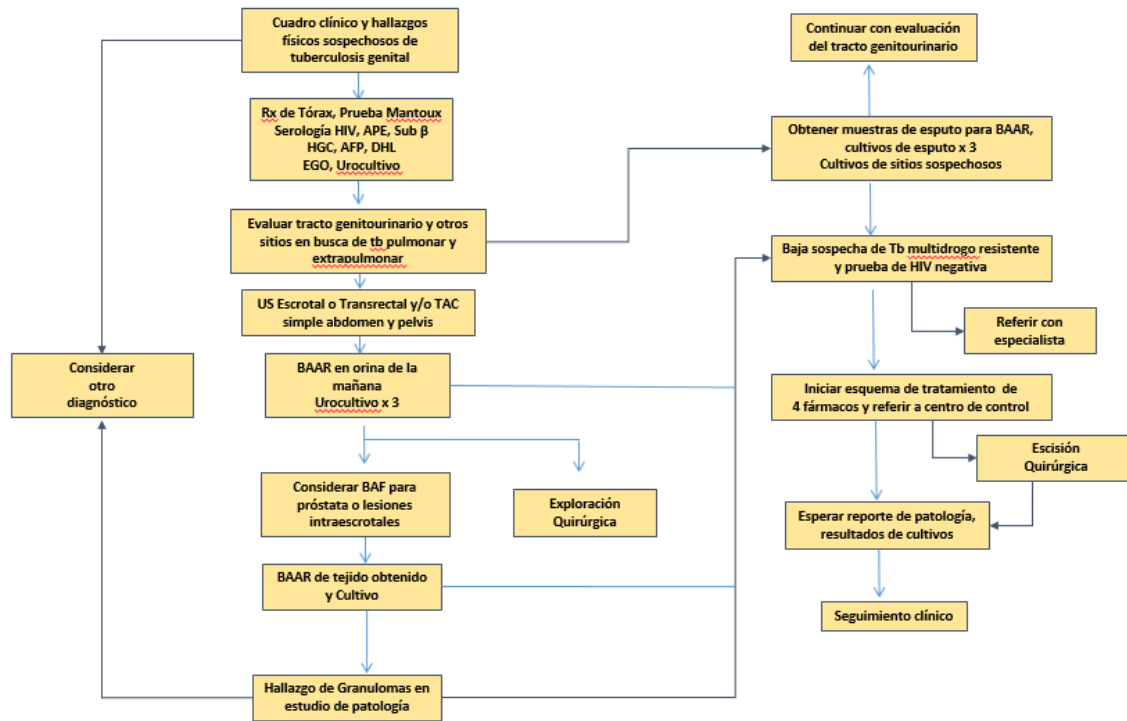 Cuadro clínico y hallazgos
físicos sospechosos de
tuberculosis genital
Rx de Tórax, Prueba Mantoux
Serología HIV, APE, Sub β
HGC, AFP, DHL
EGO, Urocultivo
Evaluar tracto genitourinario y otros
sitios en busca de tb pulmonar y
extrapulmonar
US Escrotal o Transrectal y/o TAC
simple abdomen y pelvis
BAAR en orina de la
mañana
Urocultivo x 3
Considerar
otro
diagnóstico
Considerar BAF para
próstata o lesiones
intraescrotales
Exploración
Quirúrgica
BAAR de tejido obtenido
y Cultivo
Hallazgo de Granulomas en
estudio de patología
Continuar con evaluación
del tracto genitourinario
Obtener muestras de esputo para BAAR,
cultivos de esputo x 3
Cultivos de sitios sospechosos
Baja sospecha de Tb multidrogo resistente
y prueba de HIV negativa
Referir con
especialista
Iniciar esquema de tratamiento de
4 fármacos y referir a centro de control
Escisión
Quirúrgica
Esperar reporte de patología,
resultados de cultivos
Seguimiento clínico